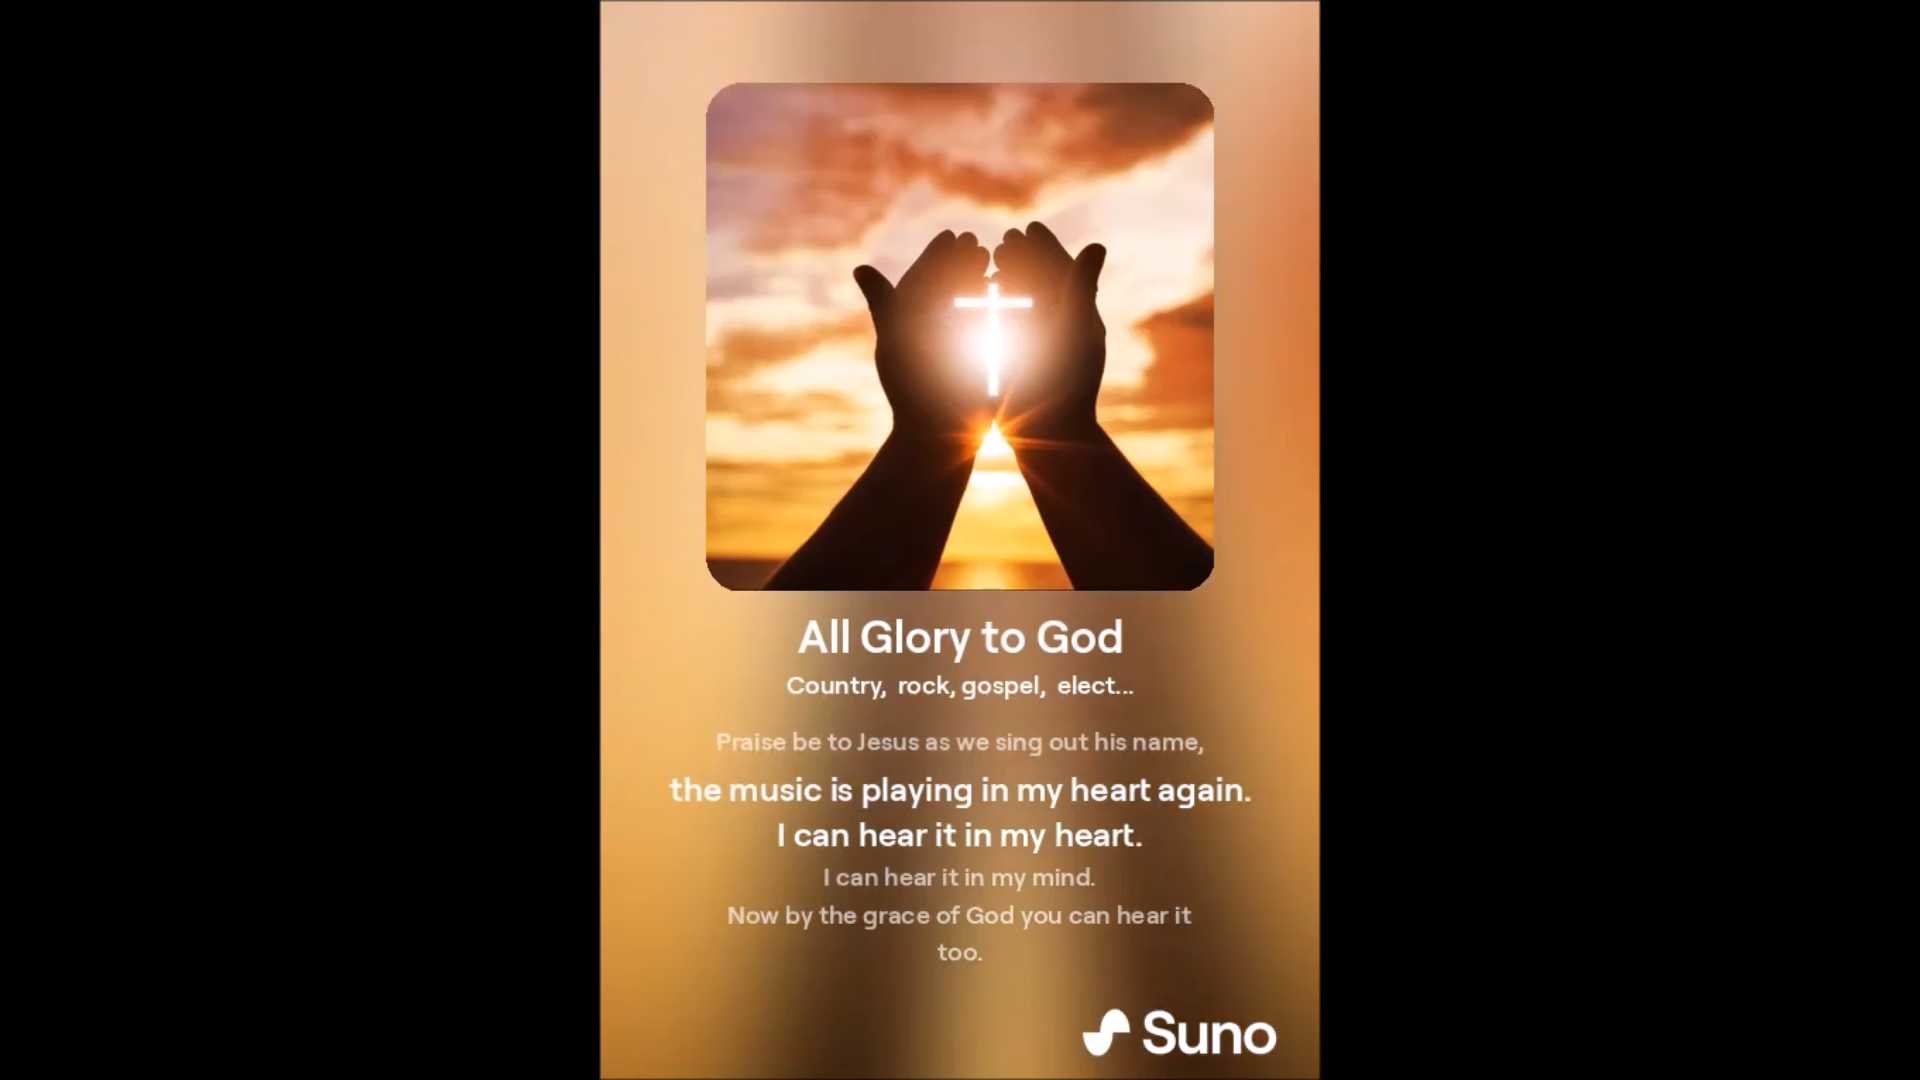 All Glory to God
Country, rock, gospel, elect...
Praise be to Jesus as we sing out his name,
the music is playing in my heart again.
I can hear it in my heart.
I can hear it in my mind.
Now by the grace of God you can hear it
too.
Suno